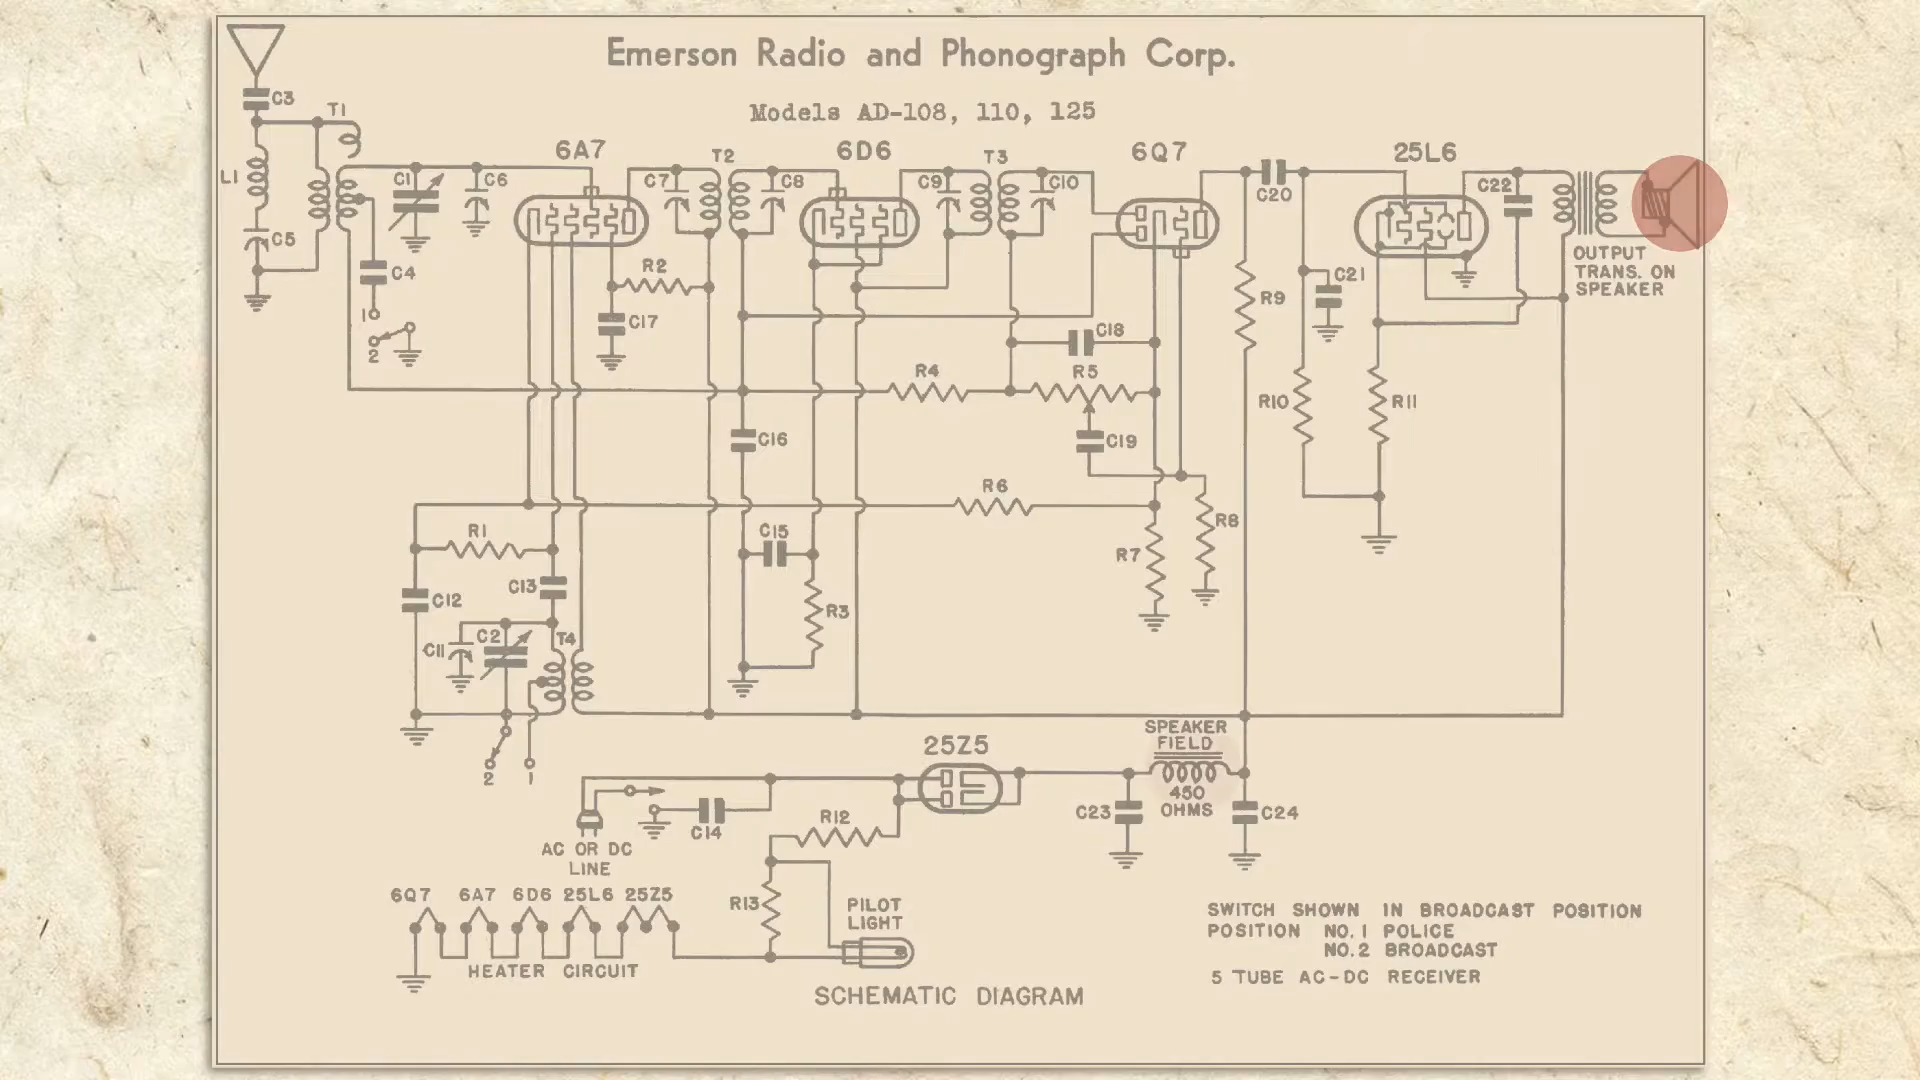 Emerson Radio and Phonograph Corp.
Models AD-108, 110, 125
C3
T1
L1
C5
C1
C6
C4
1
2
6A7
R2
C17
C7
T2
C8
6D6
C9
T3
C10
6Q7
C18
R4
R5
C19
C16
R6
C15
R3
R7
R8
R9
C20
25L6
C21
C22
R10
R11
OUTPUT
TRANS. ON
SPEAKER
R1
C12
C13
C11
C2
T4
2
1
25Z5
SPEAKER
FIELD
450
OHMS
C23
C24
C14
R12
AC OR DC
LINE
R13
PILOT
LIGHT
6Q7 6A7 6D6 25L6 25Z5
HEATER CIRCUIT
SWITCH SHOWN IN BROADCAST POSITION
POSITION NO.1 POLICE
NO.2 BROADCAST
5 TUBE AC-DC RECEIVER
SCHEMATIC DIAGRAM